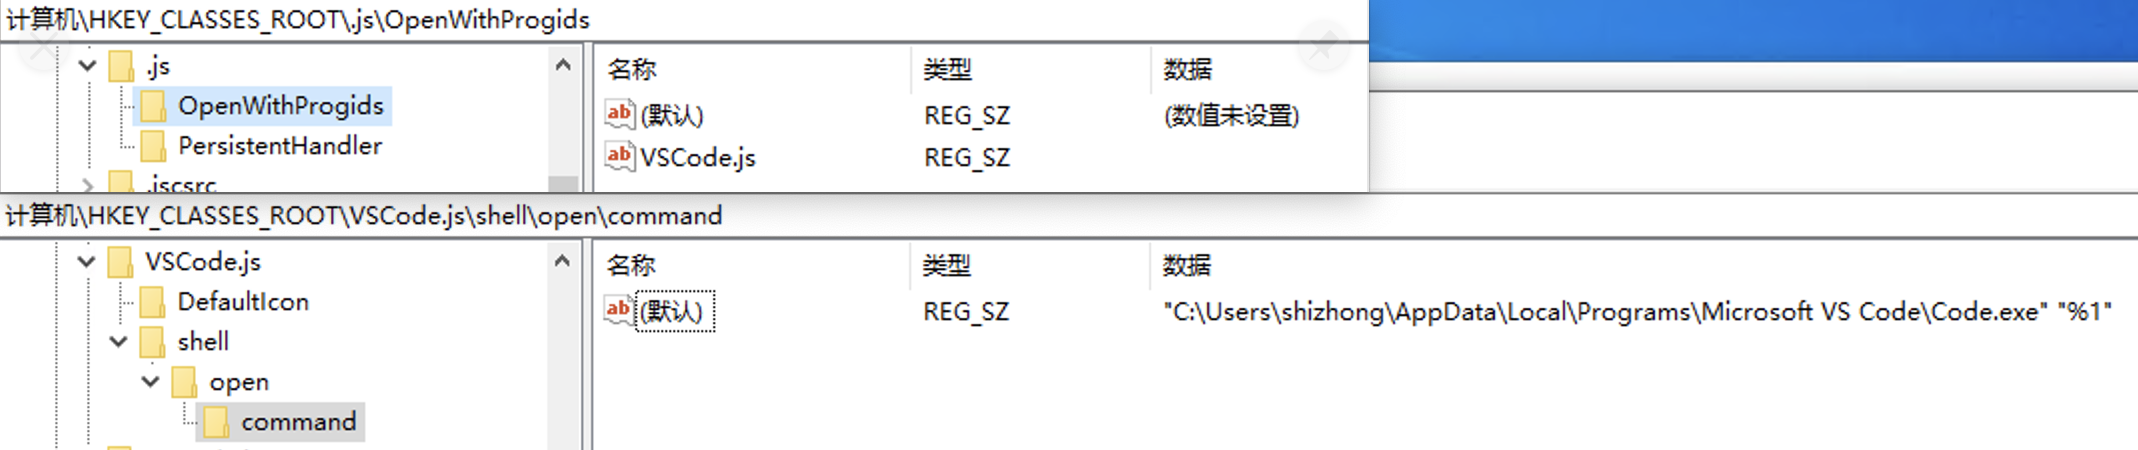 计算机\HKEY_CLASSES_ROOT\.js\OpenWithProgids
.js
OpenWithProgids
PersistentHandler
.jscsrc
名称 类型 数据
(默认) REG_SZ (数值未设置)
VSCode.js REG_SZ
计算机\HKEY_CLASSES_ROOT\VSCode.js\shell\open\command
VSCode.js
DefaultIcon
shell
open
command
名称 类型 数据
(默认) REG_SZ "C:\Users\shizhong\AppData\Local\Programs\Microsoft VS Code\Code.exe" "%1"